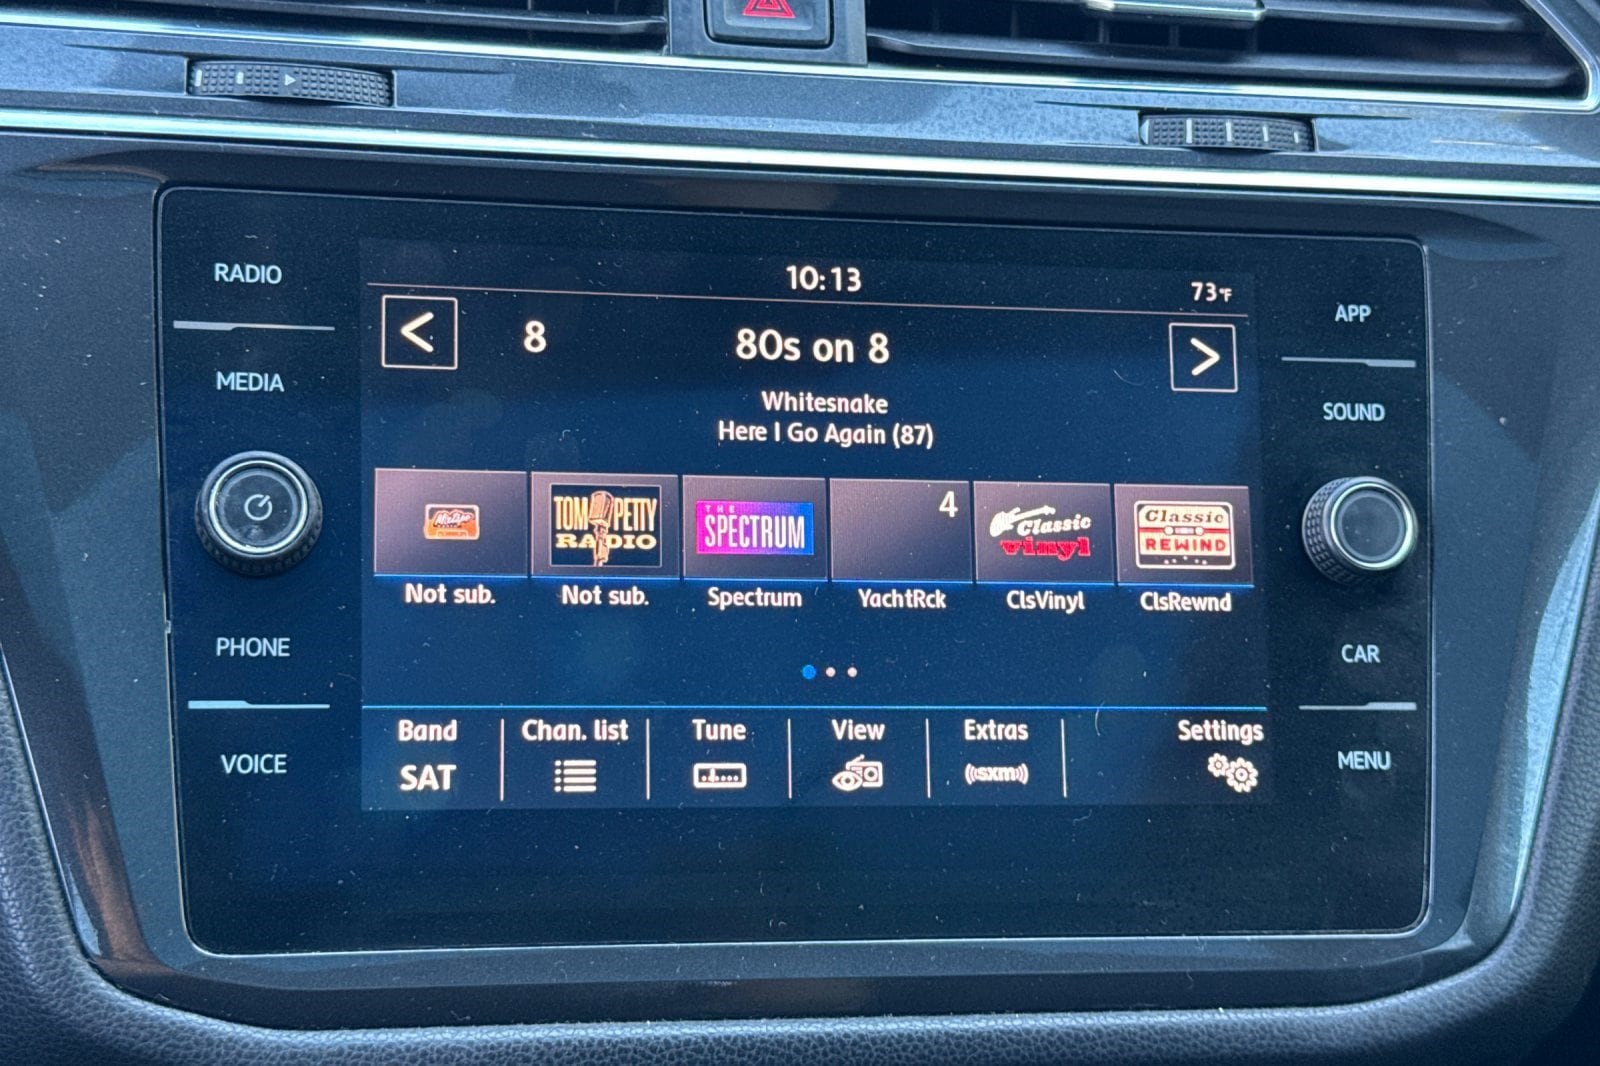 RADIO
MEDIA
PHONE
VOICE
10:13
73°F
8
80s on 8
Whitesnake
Here I Go Again (87)
Mixtape
TOM PETTY
RADIO
THE
SPECTRUM
4
Classic
vinyl
Classic
REWIND
Not sub.
Not sub.
Spectrum
YachtRck
ClsVinyl
ClsRewnd
Band
Chan. list
Tune
View
Extras
Settings
SAT
((sxm))
APP
SOUND
CAR
MENU